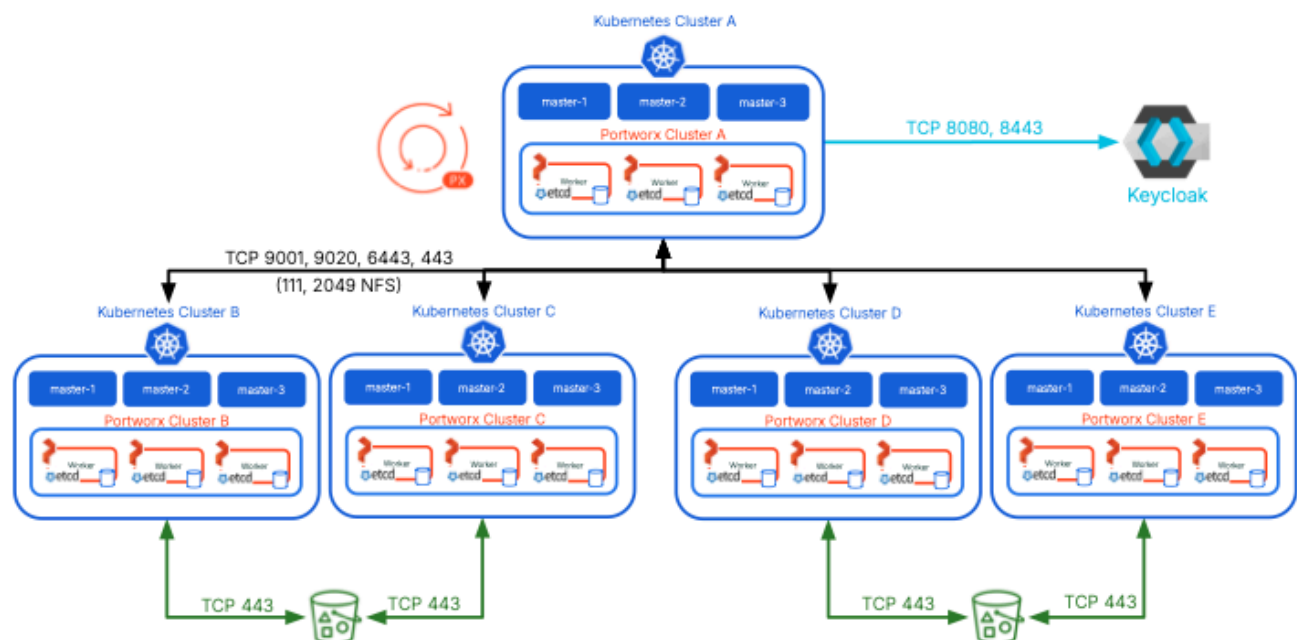 Kubernetes Cluster A
master-1 master-2 master-3
Portworx Cluster A
PX
Worker Worker Worker
etcd etcd etcd
TCP 8080, 8443
Keycloak
TCP 9001, 9020, 6443, 443
(111, 2049 NFS)
Kubernetes Cluster B
master-1 master-2 master-3
Portworx Cluster B
Worker Worker Worker
etcd etcd etcd
Kubernetes Cluster C
master-1 master-2 master-3
Portworx Cluster C
Worker Worker Worker
etcd etcd etcd
Kubernetes Cluster D
master-1 master-2 master-3
Portworx Cluster D
Worker Worker Worker
etcd etcd etcd
Kubernetes Cluster E
master-1 master-2 master-3
Portworx Cluster E
Worker Worker Worker
etcd etcd etcd
TCP 443 TCP 443
TCP 443 TCP 443